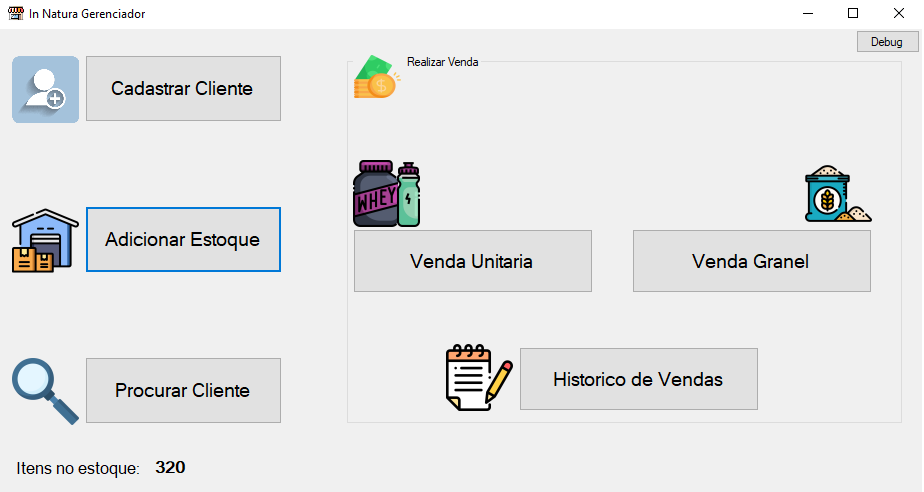 In Natura Gerenciador
Debug
Cadastrar Cliente
Adicionar Estoque
Procurar Cliente
Itens no estoque: 320
Realizar Venda
WHEY
Venda Unitaria
Venda Granel
Historico de Vendas